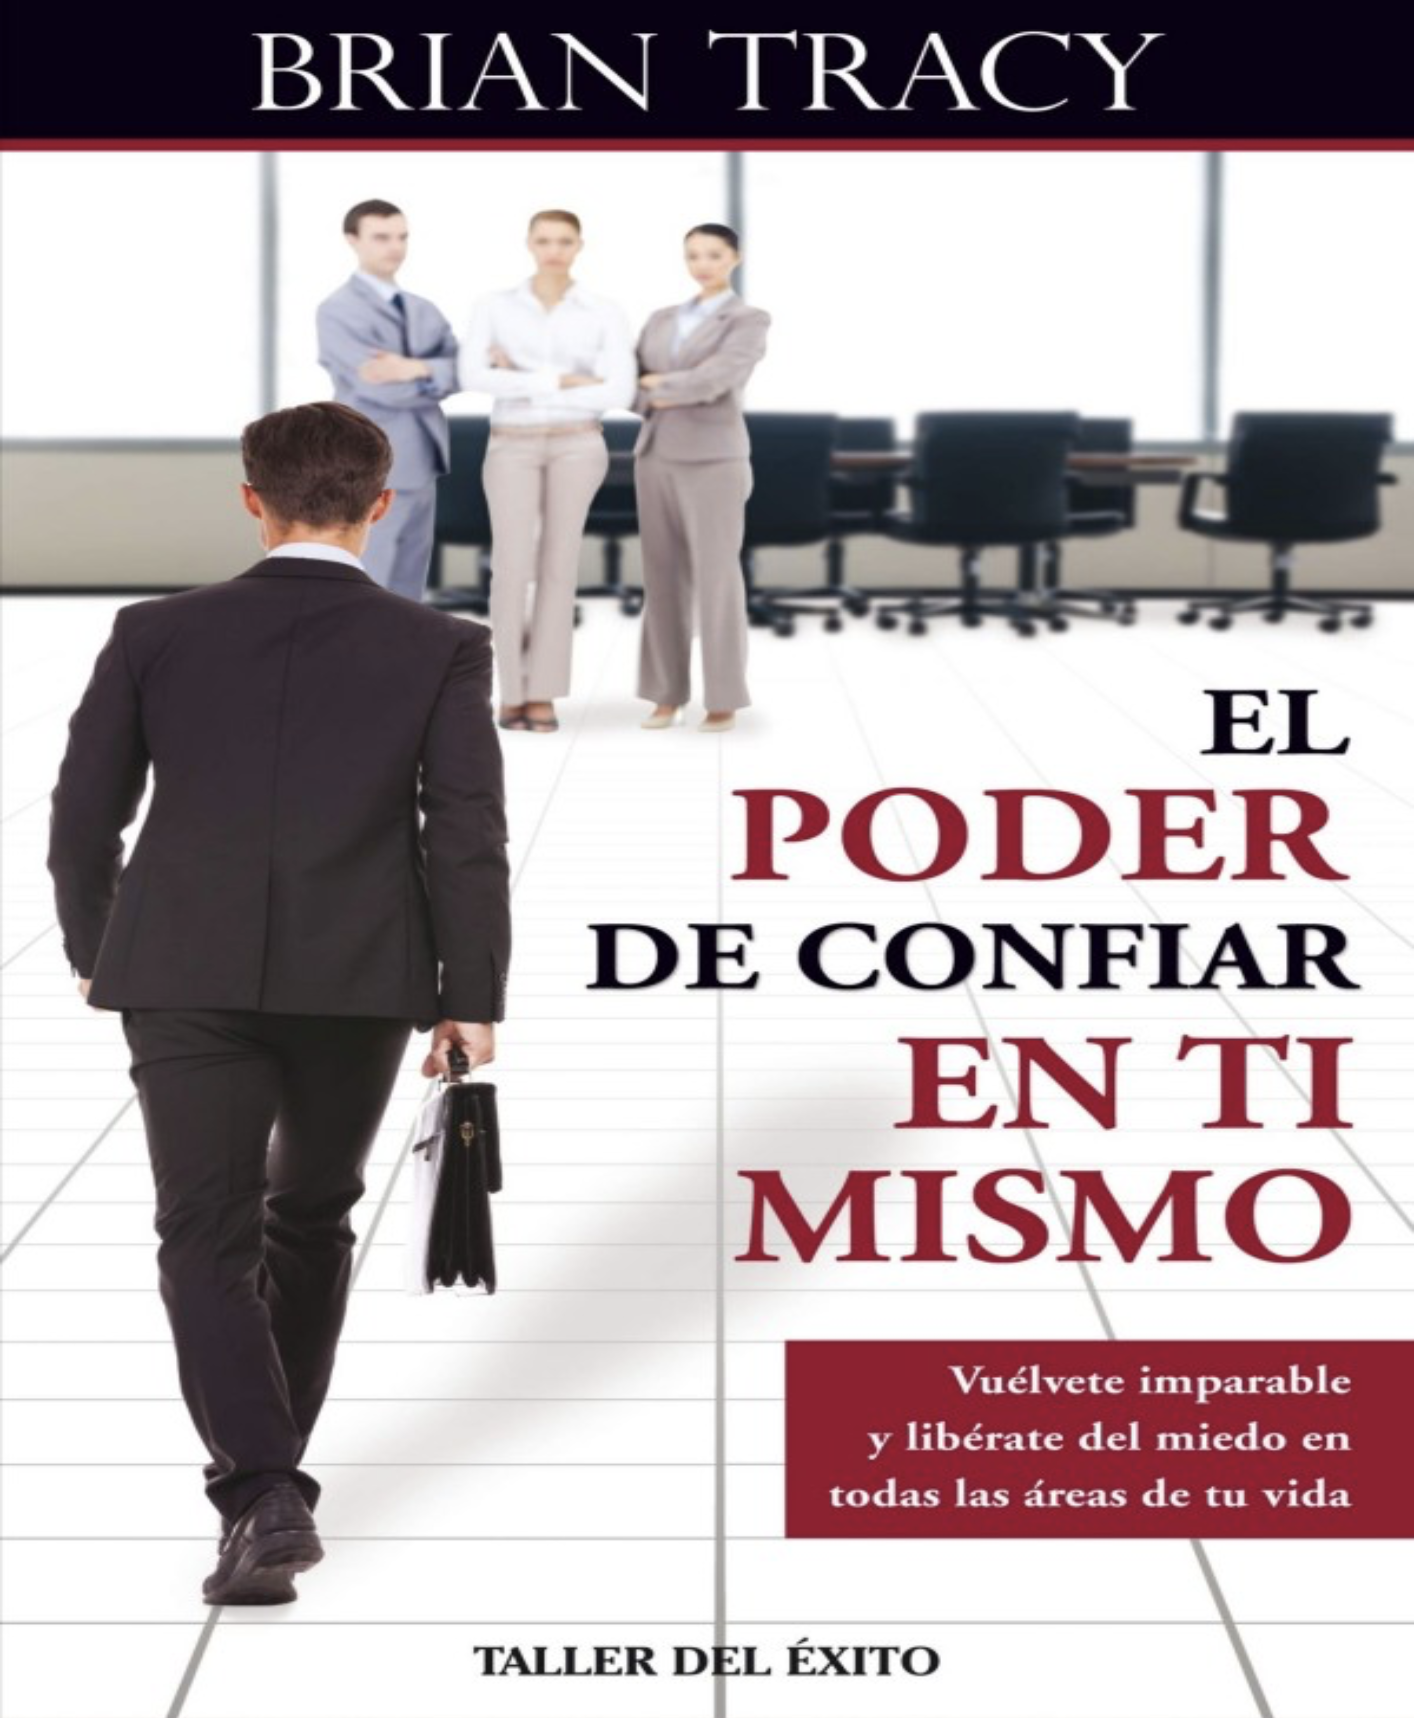 BRIAN TRACY
EL
PODER
DE CONFIAR
EN TI
MISMO
Vuélvete imparable
y libérate del miedo en
todas las áreas de tu vida
TALLER DEL ÉXITO